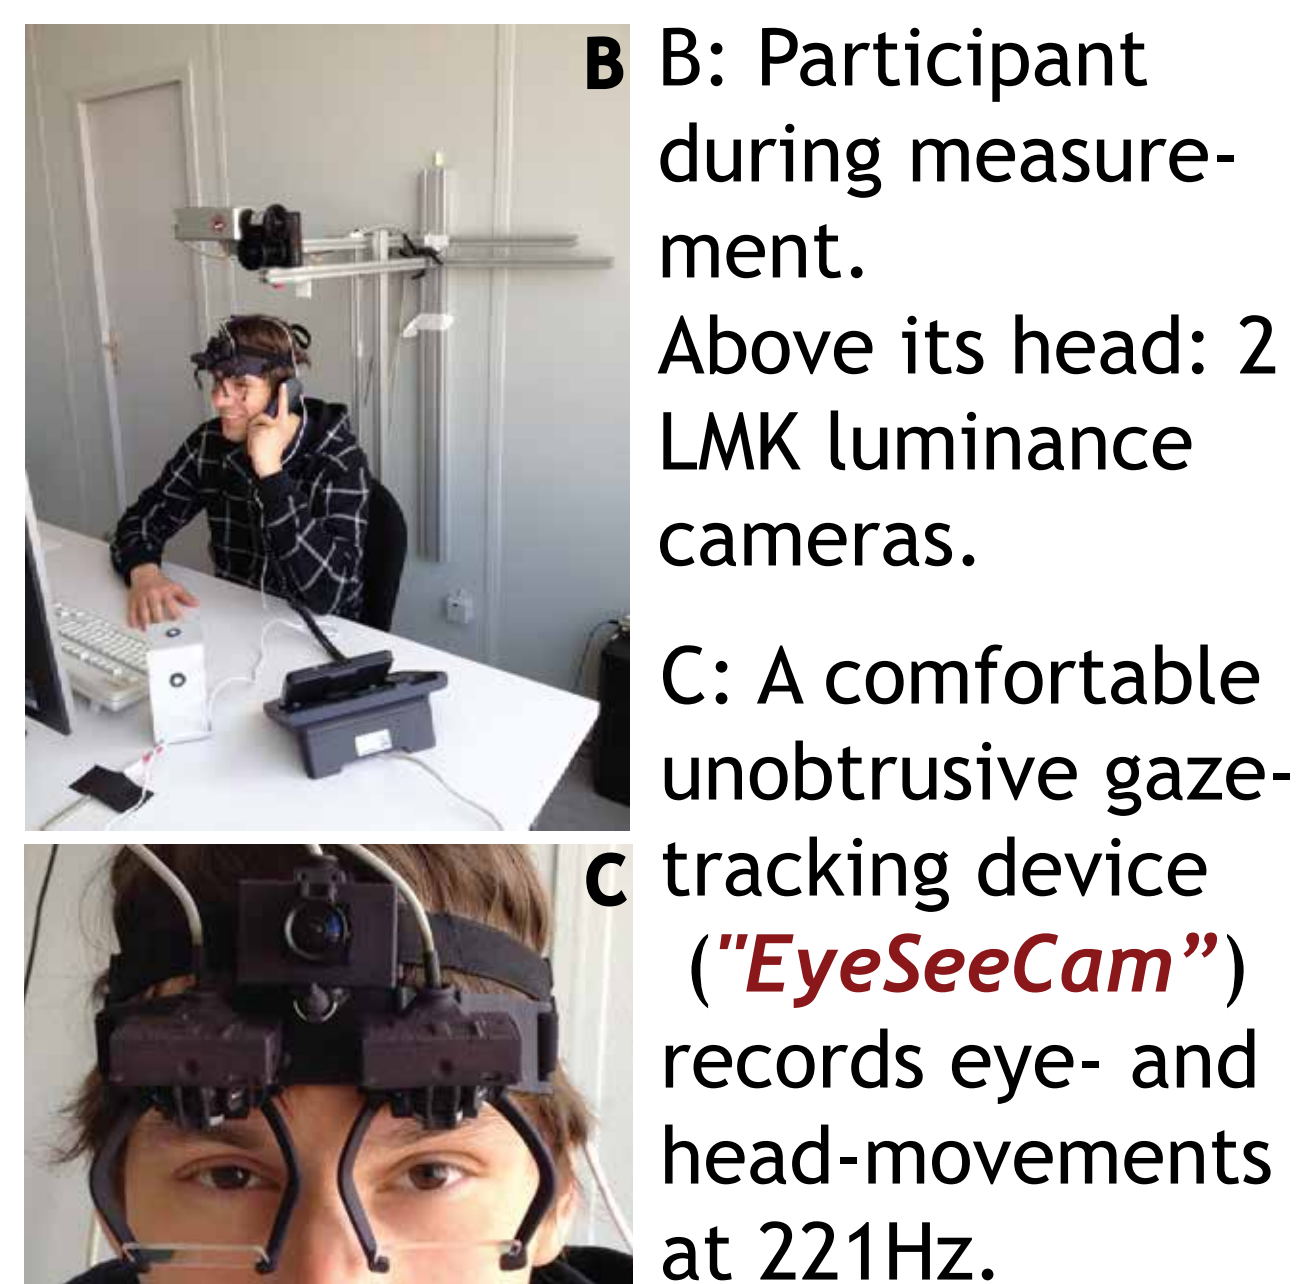 B
B: Participant
during measure-
ment.
Above its head: 2
LMK luminance
cameras.
C
C: A comfortable
unobtrusive gaze-
tracking device
("EyeSeeCam”)
records eye- and
head-movements
at 221Hz.